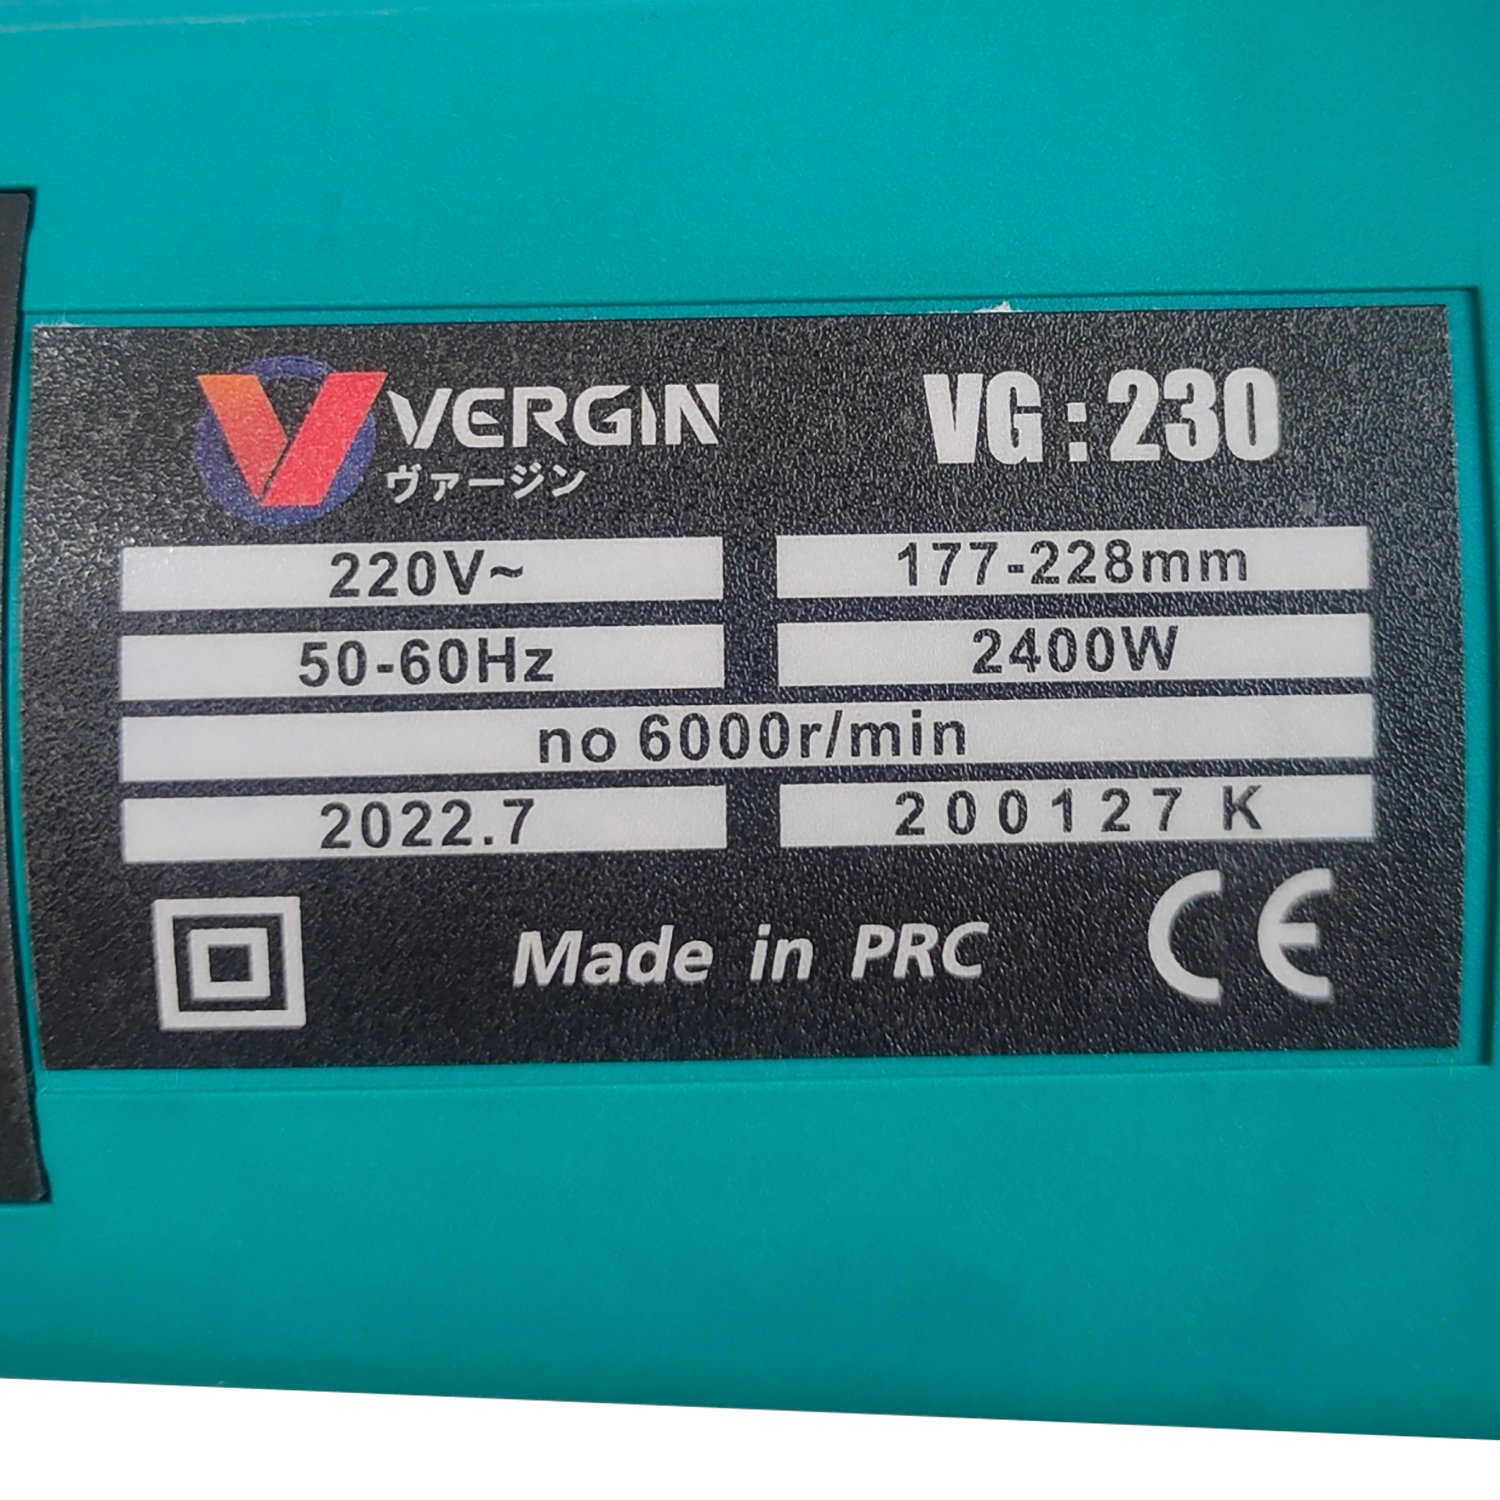 VERGIN VG : 230
ヴァージン
220V~ 177-228mm
50-60Hz 2400W
no 6000r/min
2022.7 200127 K
Made in PRC CE